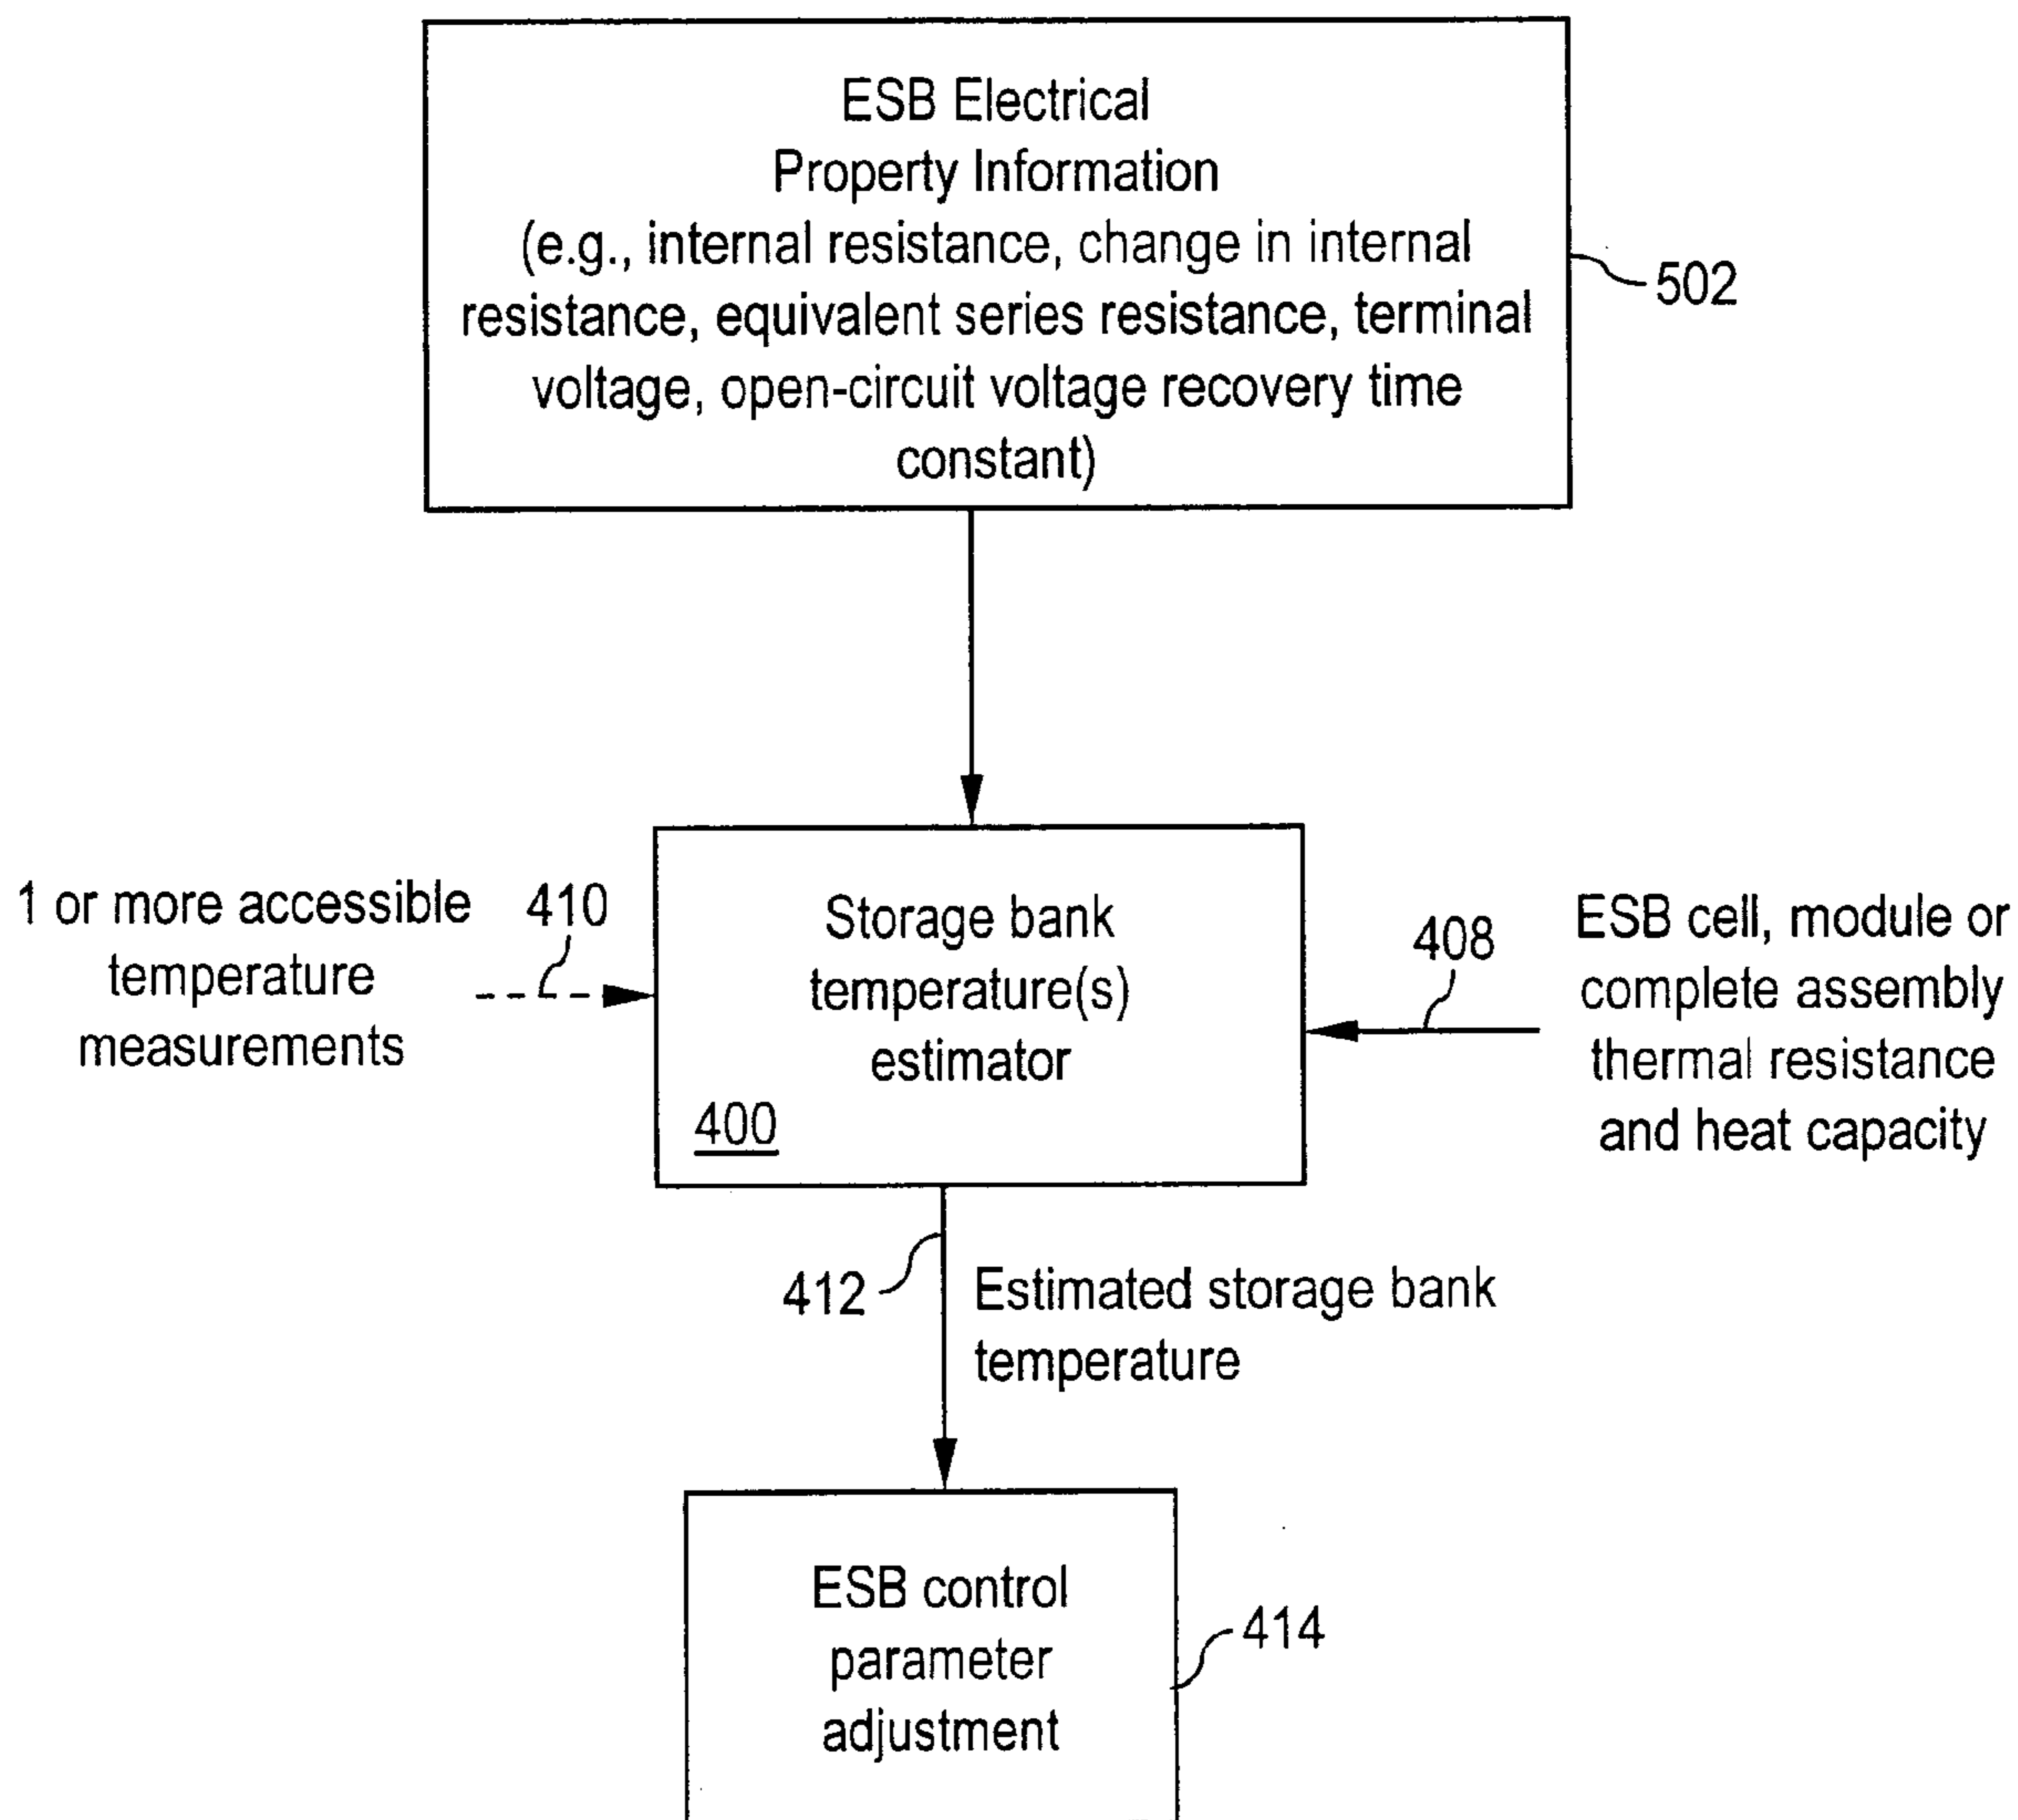 ESB Electrical
Property Information
(e.g., internal resistance, change in internal
resistance, equivalent series resistance, terminal
voltage, open-circuit voltage recovery time
constant)
502
1 or more accessible
temperature
measurements
410
Storage bank
temperature(s)
estimator
400
408
ESB cell, module or
complete assembly
thermal resistance
and heat capacity
412
Estimated storage bank
temperature
ESB control
parameter
adjustment
414